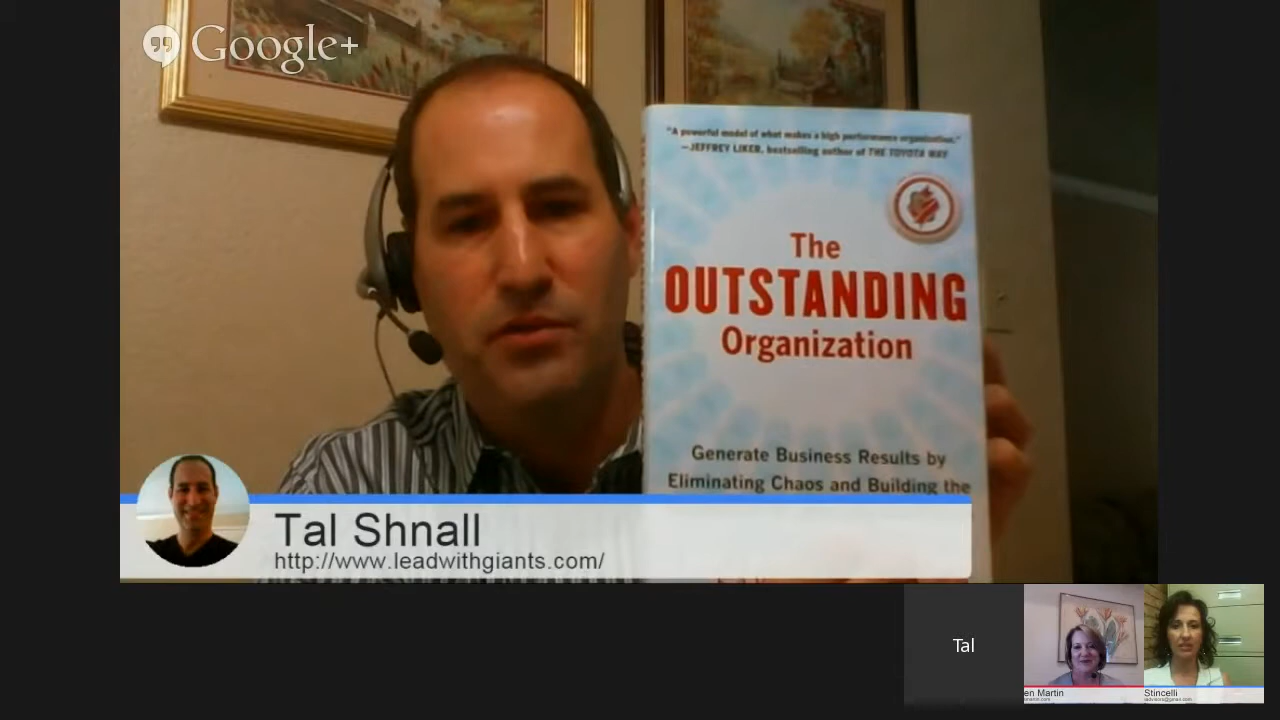 Google+
"A powerful model of what makes a high performance organization."
—JEFFREY LIKER, bestselling author of THE TOYOTA WAY
The
OUTSTANDING
Organization
Generate Business Results by
Eliminating Chaos and Building the
Tal Shnall
http://www.leadwithgiants.com/
Tal
en Martin
Stincelli